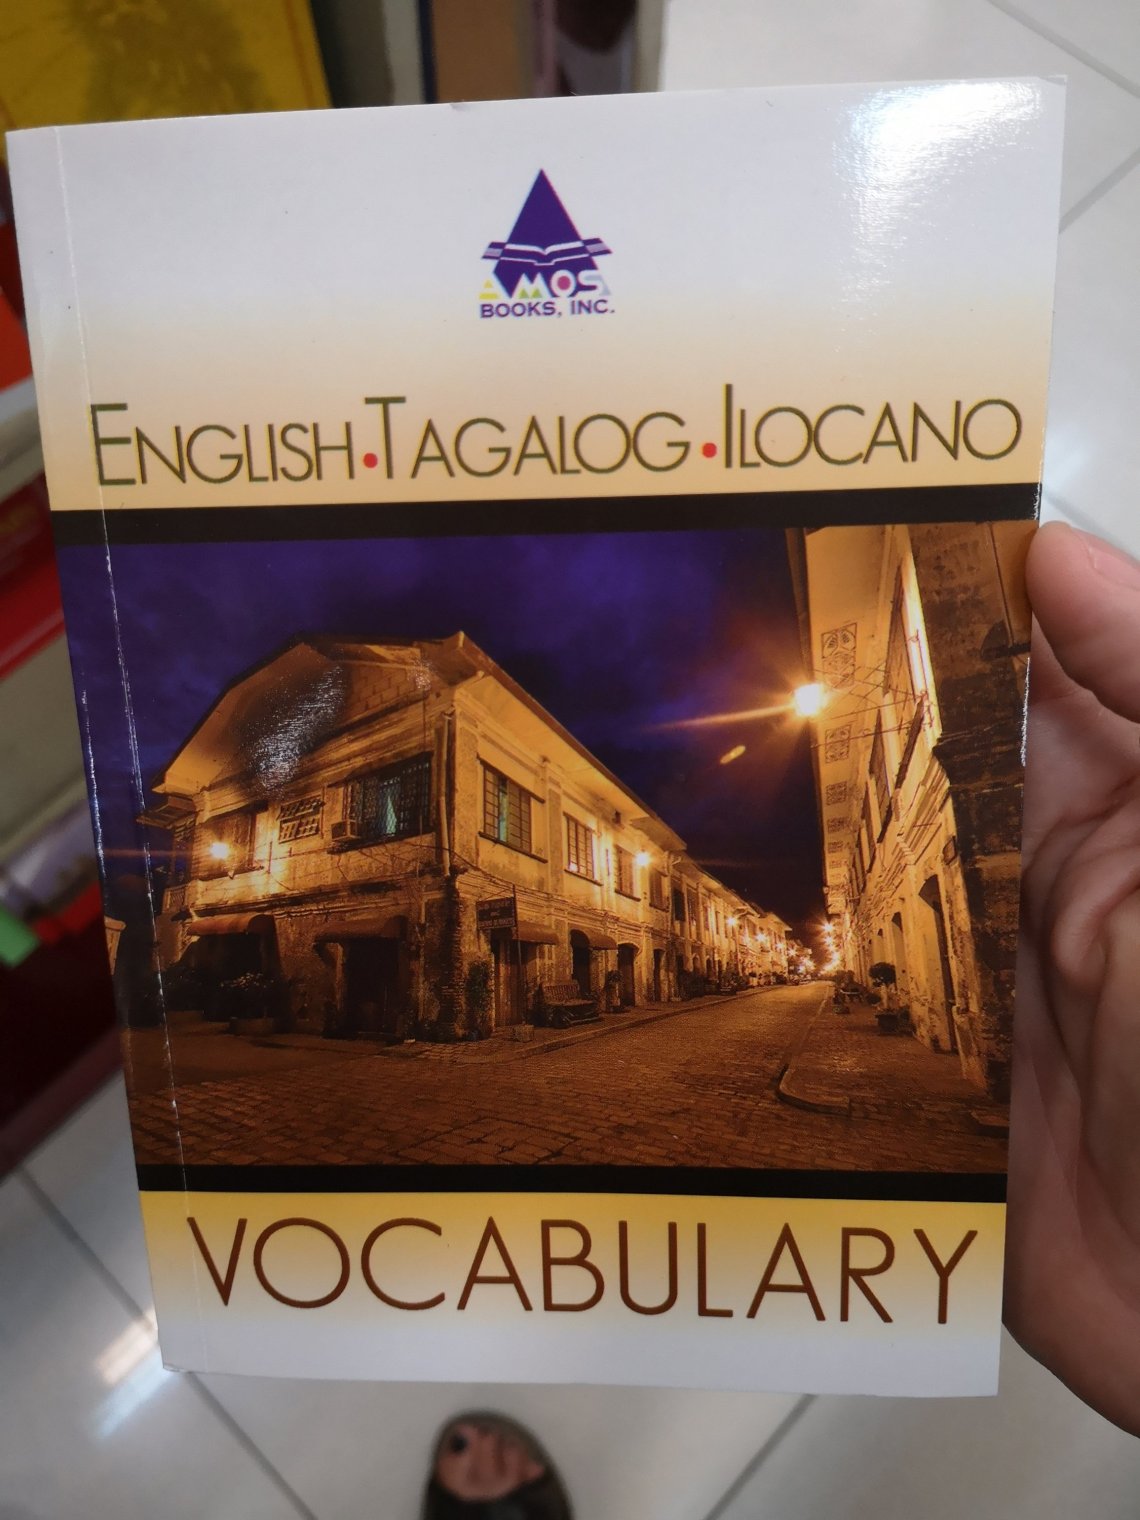 AMOS
BOOKS, INC.
ENGLISH • TAGALOG • ILOCANO
VOCABULARY